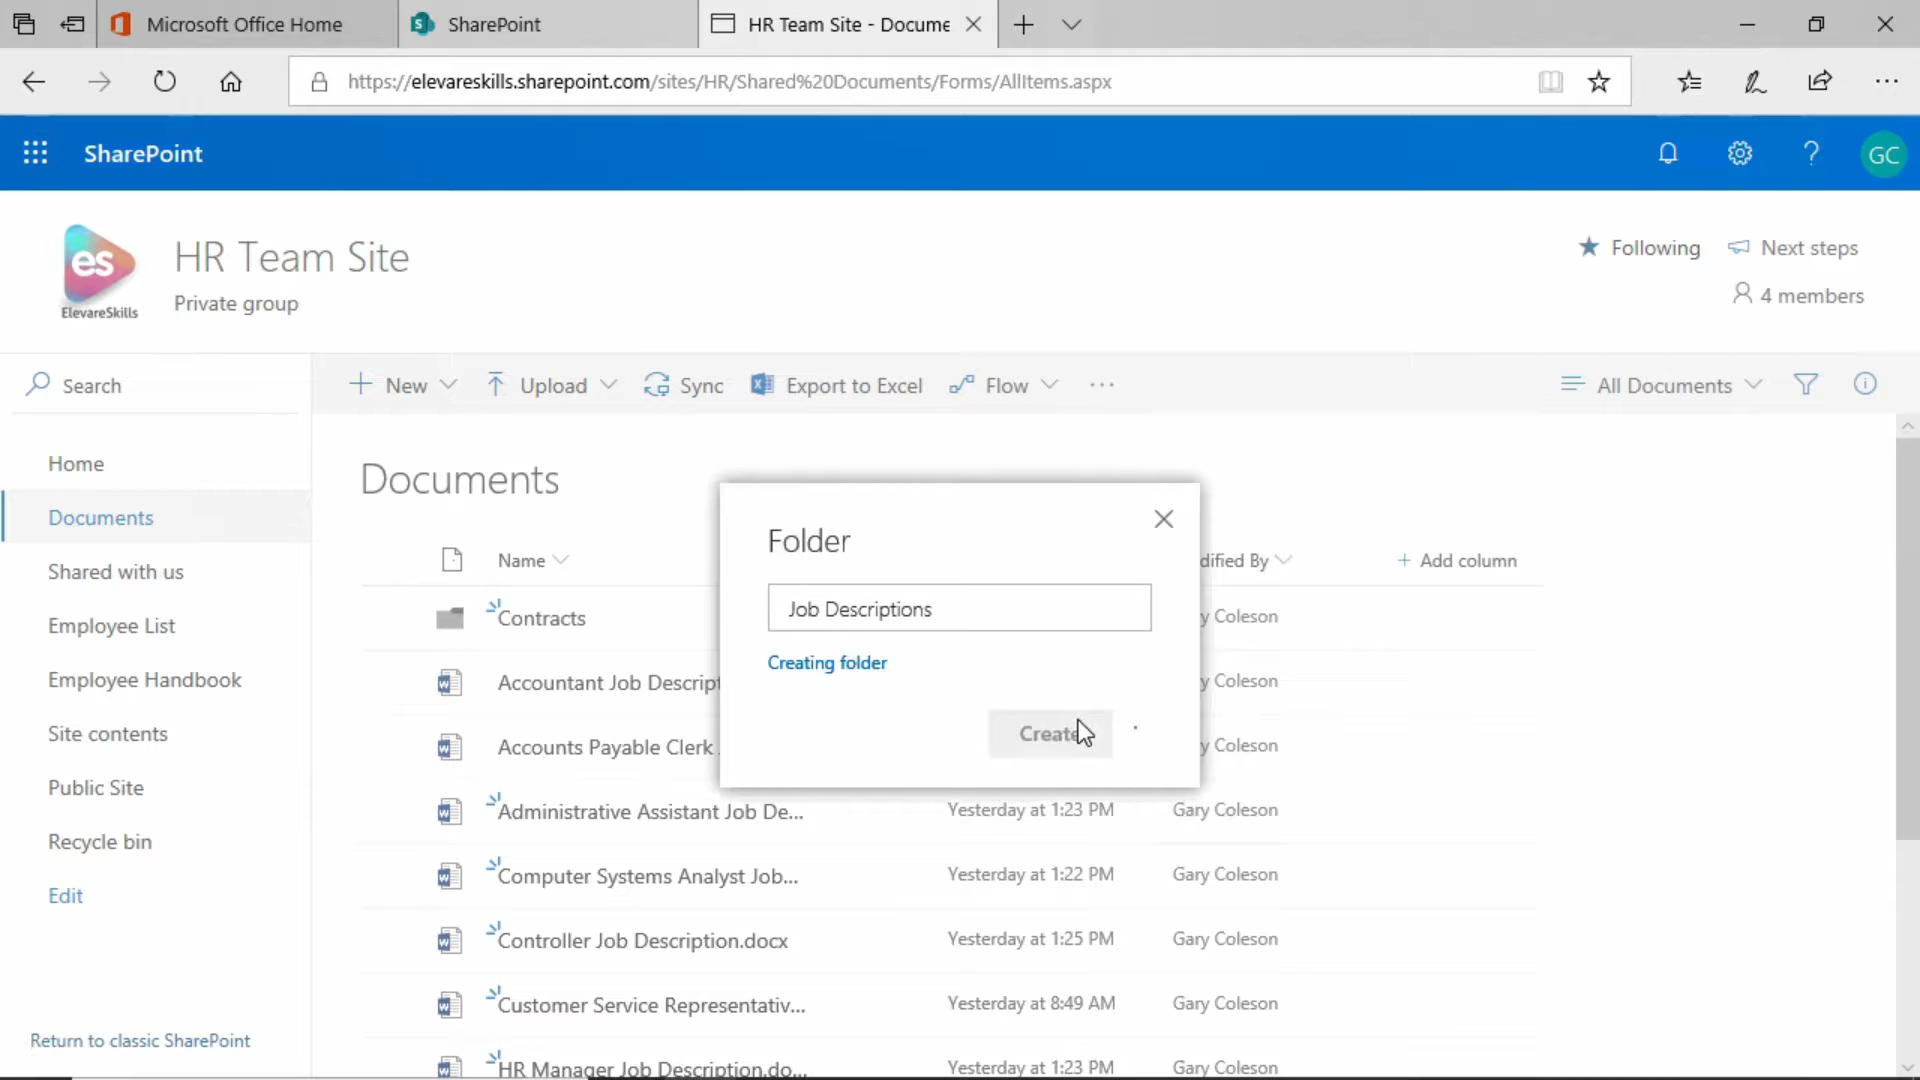 Microsoft Office Home
SharePoint
HR Team Site - Docume
https://elevareskills.sharepoint.com/sites/HR/Shared%20Documents/Forms/AllItems.aspx
SharePoint
GC
es
ElevareSkills
HR Team Site
Private group
Following
Next steps
4 members
Search
New
Upload
Sync
Export to Excel
Flow
All Documents
Home
Documents
Shared with us
Employee List
Employee Handbook
Site contents
Public Site
Recycle bin
Edit
Return to classic SharePoint
Documents
Name
dified By
Add column
Contracts
y Coleson
Accountant Job Descript
y Coleson
Accounts Payable Clerk
y Coleson
Administrative Assistant Job De...
Yesterday at 1:23 PM
Gary Coleson
Computer Systems Analyst Job...
Yesterday at 1:22 PM
Gary Coleson
Controller Job Description.docx
Yesterday at 1:25 PM
Gary Coleson
Customer Service Representativ...
Yesterday at 8:49 AM
Gary Coleson
HR Manager Job Description.do...
Yesterday at 1:23 PM
Gary Coleson
Folder
Job Descriptions
Creating folder
Create